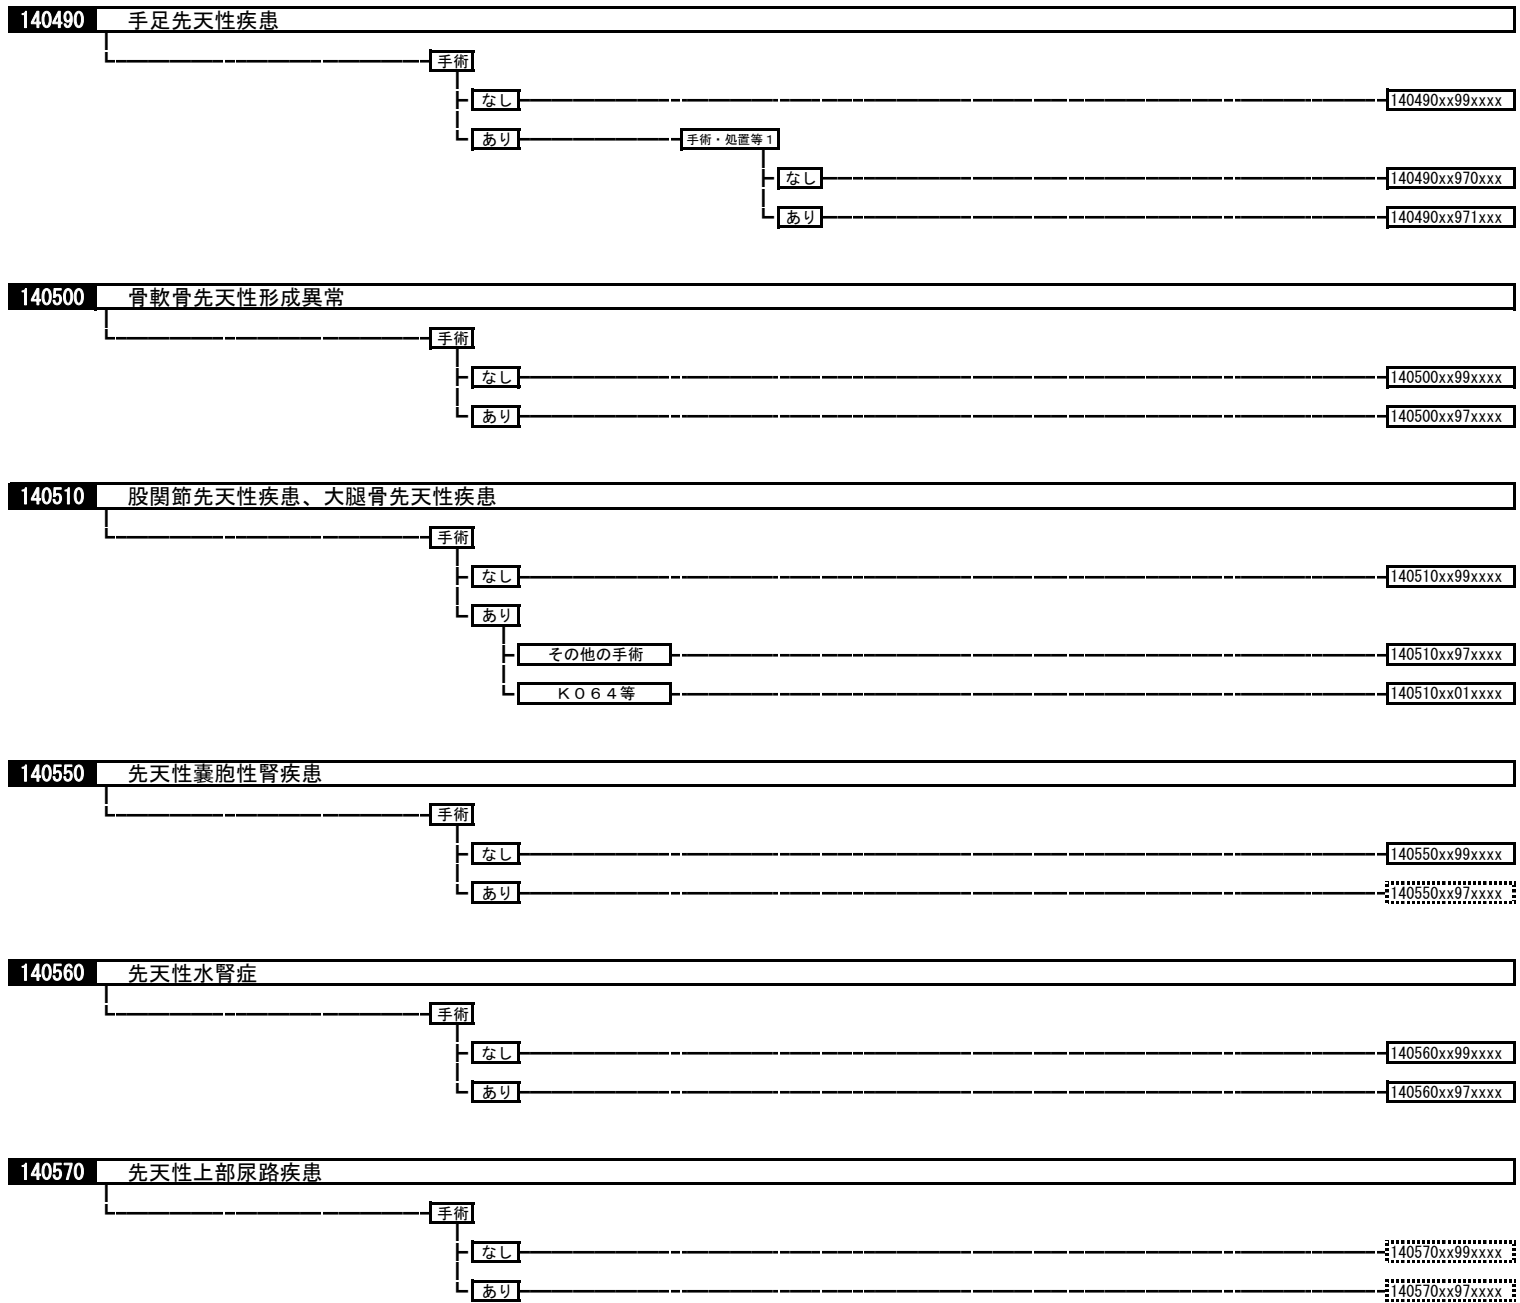 140490 手足先天性疾患
手術
なし 140490xx99xxxx
あり 手術・処置等1
なし 140490xx970xxx
あり 140490xx971xxx
140500 骨軟骨先天性形成異常
手術
なし 140500xx99xxxx
あり 140500xx97xxxx
140510 股関節先天性疾患、大腿骨先天性疾患
手術
なし 140510xx99xxxx
あり
その他の手術 140510xx97xxxx
K064等 140510xx01xxxx
140550 先天性嚢胞性腎疾患
手術
なし 140550xx99xxxx
あり 140550xx97xxxx
140560 先天性水腎症
手術
なし 140560xx99xxxx
あり 140560xx97xxxx
140570 先天性上部尿路疾患
手術
なし 140570xx99xxxx
あり 140570xx97xxxx